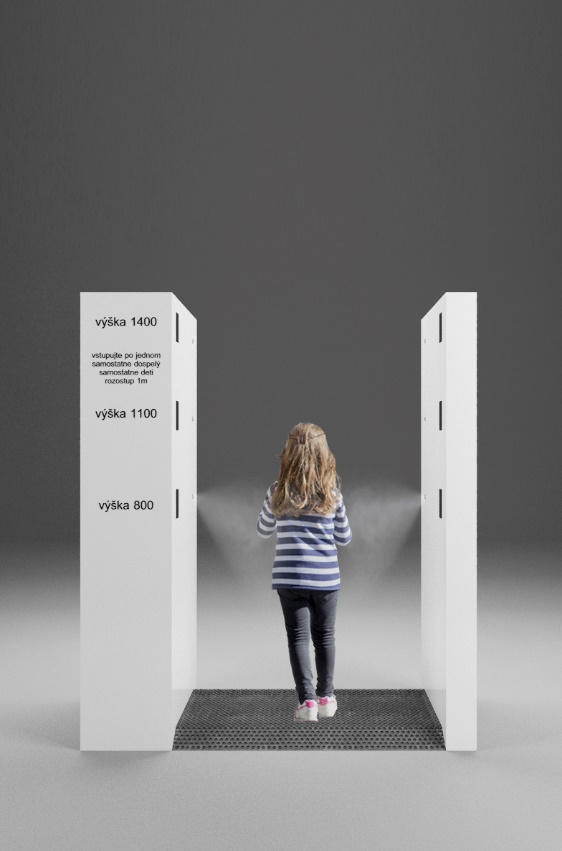 výška 1400
vstupujte po jednom
samostatne dospelý
samostatne deti
rozostup 1m
výška 1100
výška 800